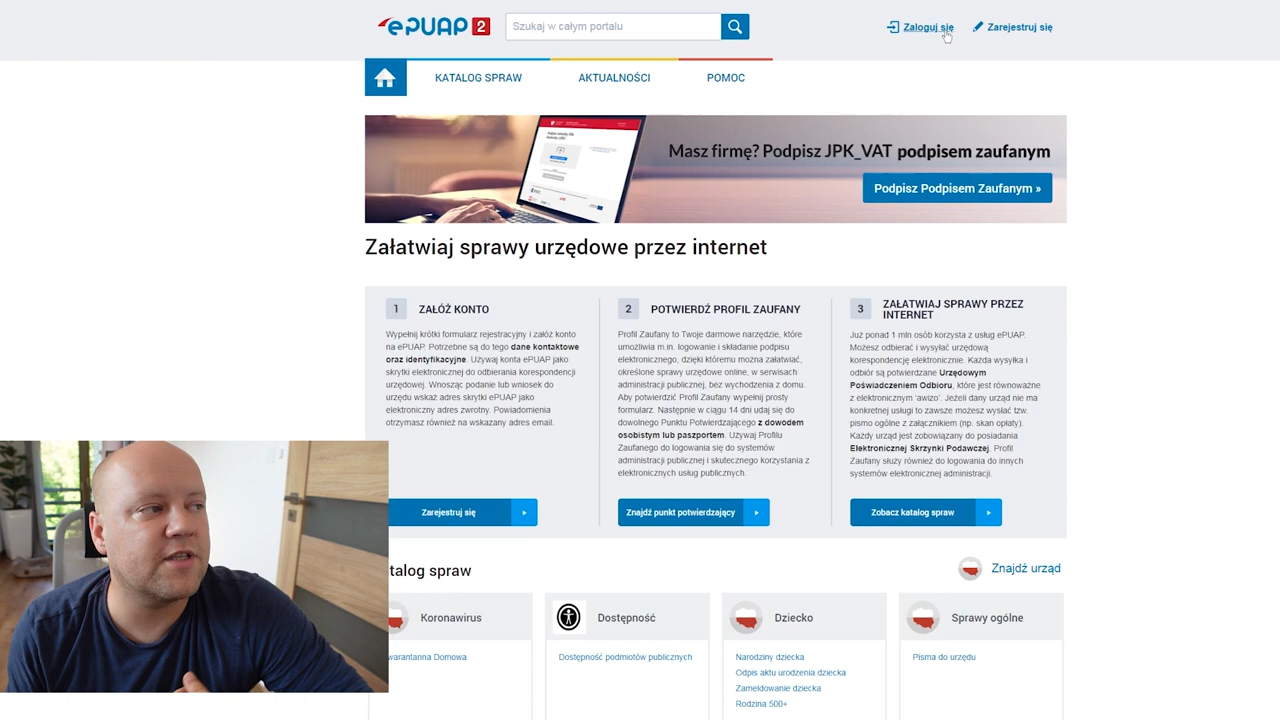 ePUAP 2
Szukaj w całym portalu
Zaloguj się
Zarejestruj się
KATALOG SPRAW
AKTUALNOŚCI
POMOC
Masz firmę? Podpisz JPK_VAT podpisem zaufanym
Podpisz Podpisem Zaufanym »
Załatwiaj sprawy urzędowe przez internet
1
ZAŁÓŻ KONTO
Wypełnij krótki formularz rejestracyjny i załóż konto
na ePUAP. Potrzebne są do tego dane kontaktowe
oraz identyfikacyjne. Używaj konta ePUAP jako
skrytki elektronicznej do odbierania korespondencji
urzędowej. Wnosząc podanie lub wniosek do
urzędu wskaż adres skrytki ePUAP jako
elektroniczny adres zwrotny. Powiadomienia
otrzymasz również na wskazany adres email.
Zarejestruj się
2
POTWIERDŹ PROFIL ZAUFANY
Profil Zaufany to Twoje darmowe narzędzie, które
umożliwia m.in. logowanie i składanie podpisu
elektronicznego, dzięki któremu można załatwiać,
określone sprawy urzędowe online, w serwisach
administracji publicznej, bez wychodzenia z domu.
Aby potwierdzić Profil Zaufany wypełnij prosty
formularz. Następnie w ciągu 14 dni udaj się do
dowolnego Punktu Potwierdzającego z dowodem
osobistym lub paszportem. Używaj Profilu
Zaufanego do logowania się do systemów
administracji publicznej i skutecznego korzystania z
elektronicznych usług publicznych.
Znajdź punkt potwierdzający
3
ZAŁATWIAJ SPRAWY PRZEZ
INTERNET
Już ponad 1 mln osób korzysta z usług ePUAP.
Możesz odbierać i wysyłać urzędową
korespondencję elektronicznie. Każda wysyłka i
odbiór są potwierdzane Urzędowym
Poświadczeniem Odbioru, które jest równoważne
z elektronicznym 'awizo'. Jeżeli dany urząd nie ma
konkretnej usługi to zawsze możesz wysłać tzw.
pismo ogólne z załącznikiem (np. skan opłaty).
Każdy urząd jest zobowiązany do posiadania
Elektronicznej Skrzynki Podawczej. Profil
Zaufany służy również do logowania do innych
systemów elektronicznej administracji.
Zobacz katalog spraw
talog spraw
Znajdź urząd
Koronawirus
warantanna Domowa
Dostępność
Dostępność podmiotów publicznych
Dziecko
Narodziny dziecka
Odpis aktu urodzenia dziecka
Zameldowanie dziecka
Rodzina 500+
Sprawy ogólne
Pisma do urzędu